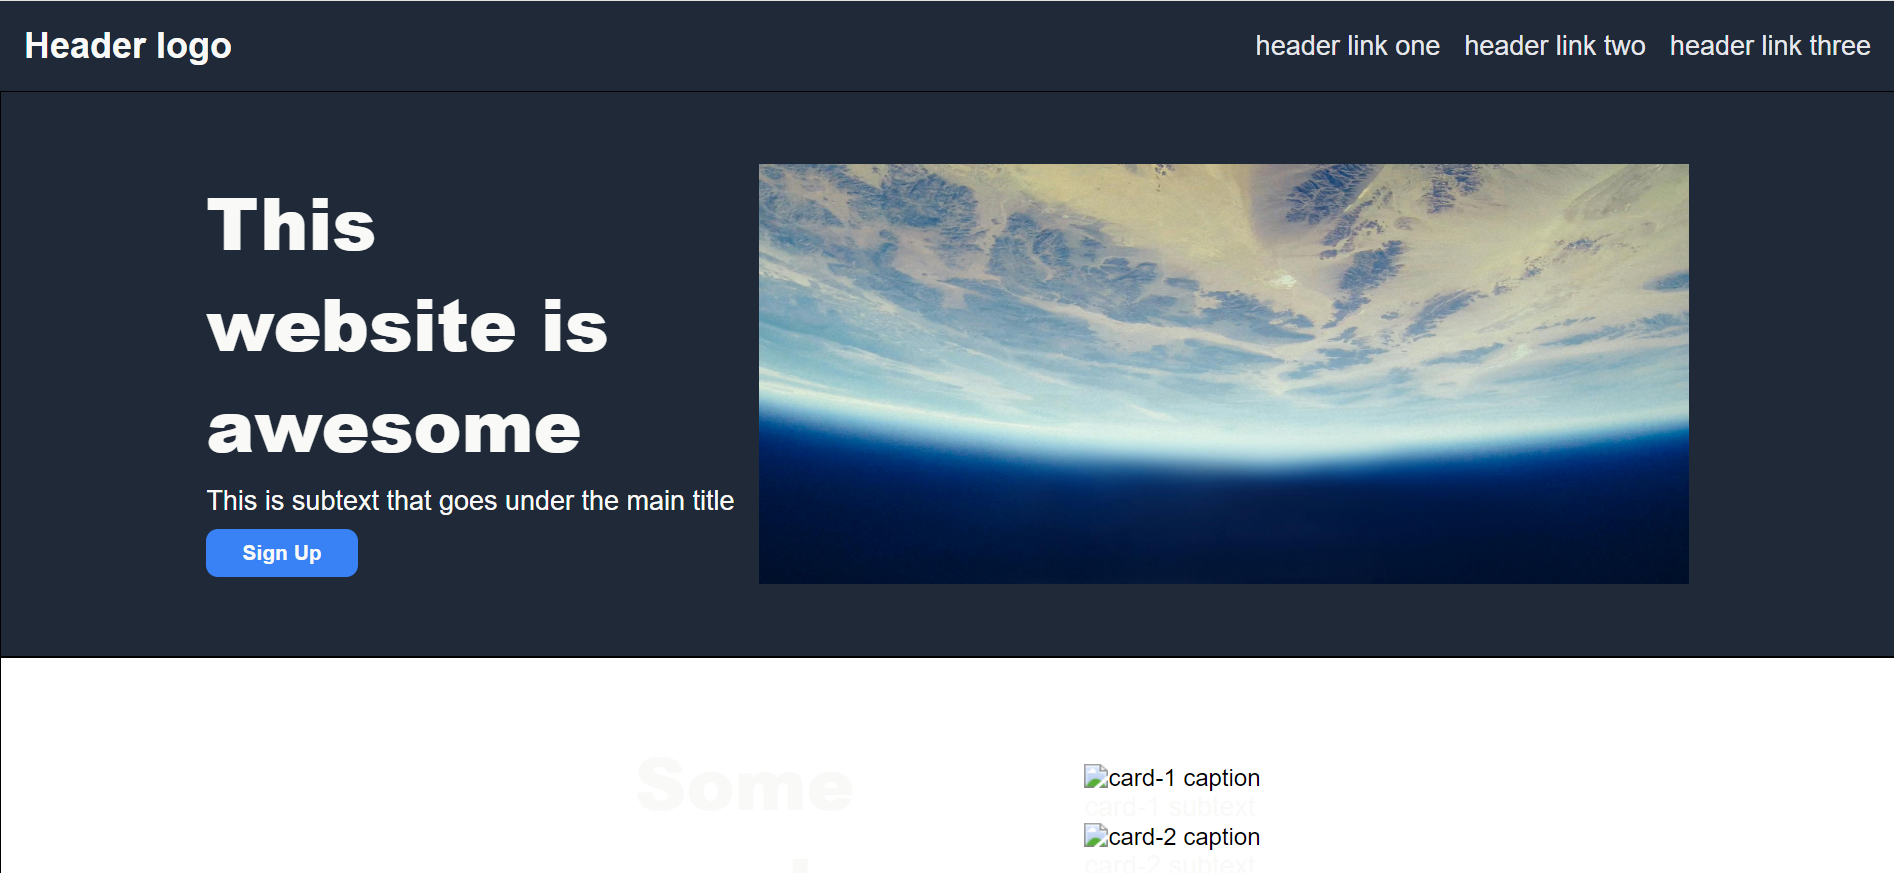 Header logo
header link one
header link two
header link three
This
website is
awesome
This is subtext that goes under the main title
Sign Up
Some
card-1 caption
card-1 subtext
card-2 caption
card-2 subtext